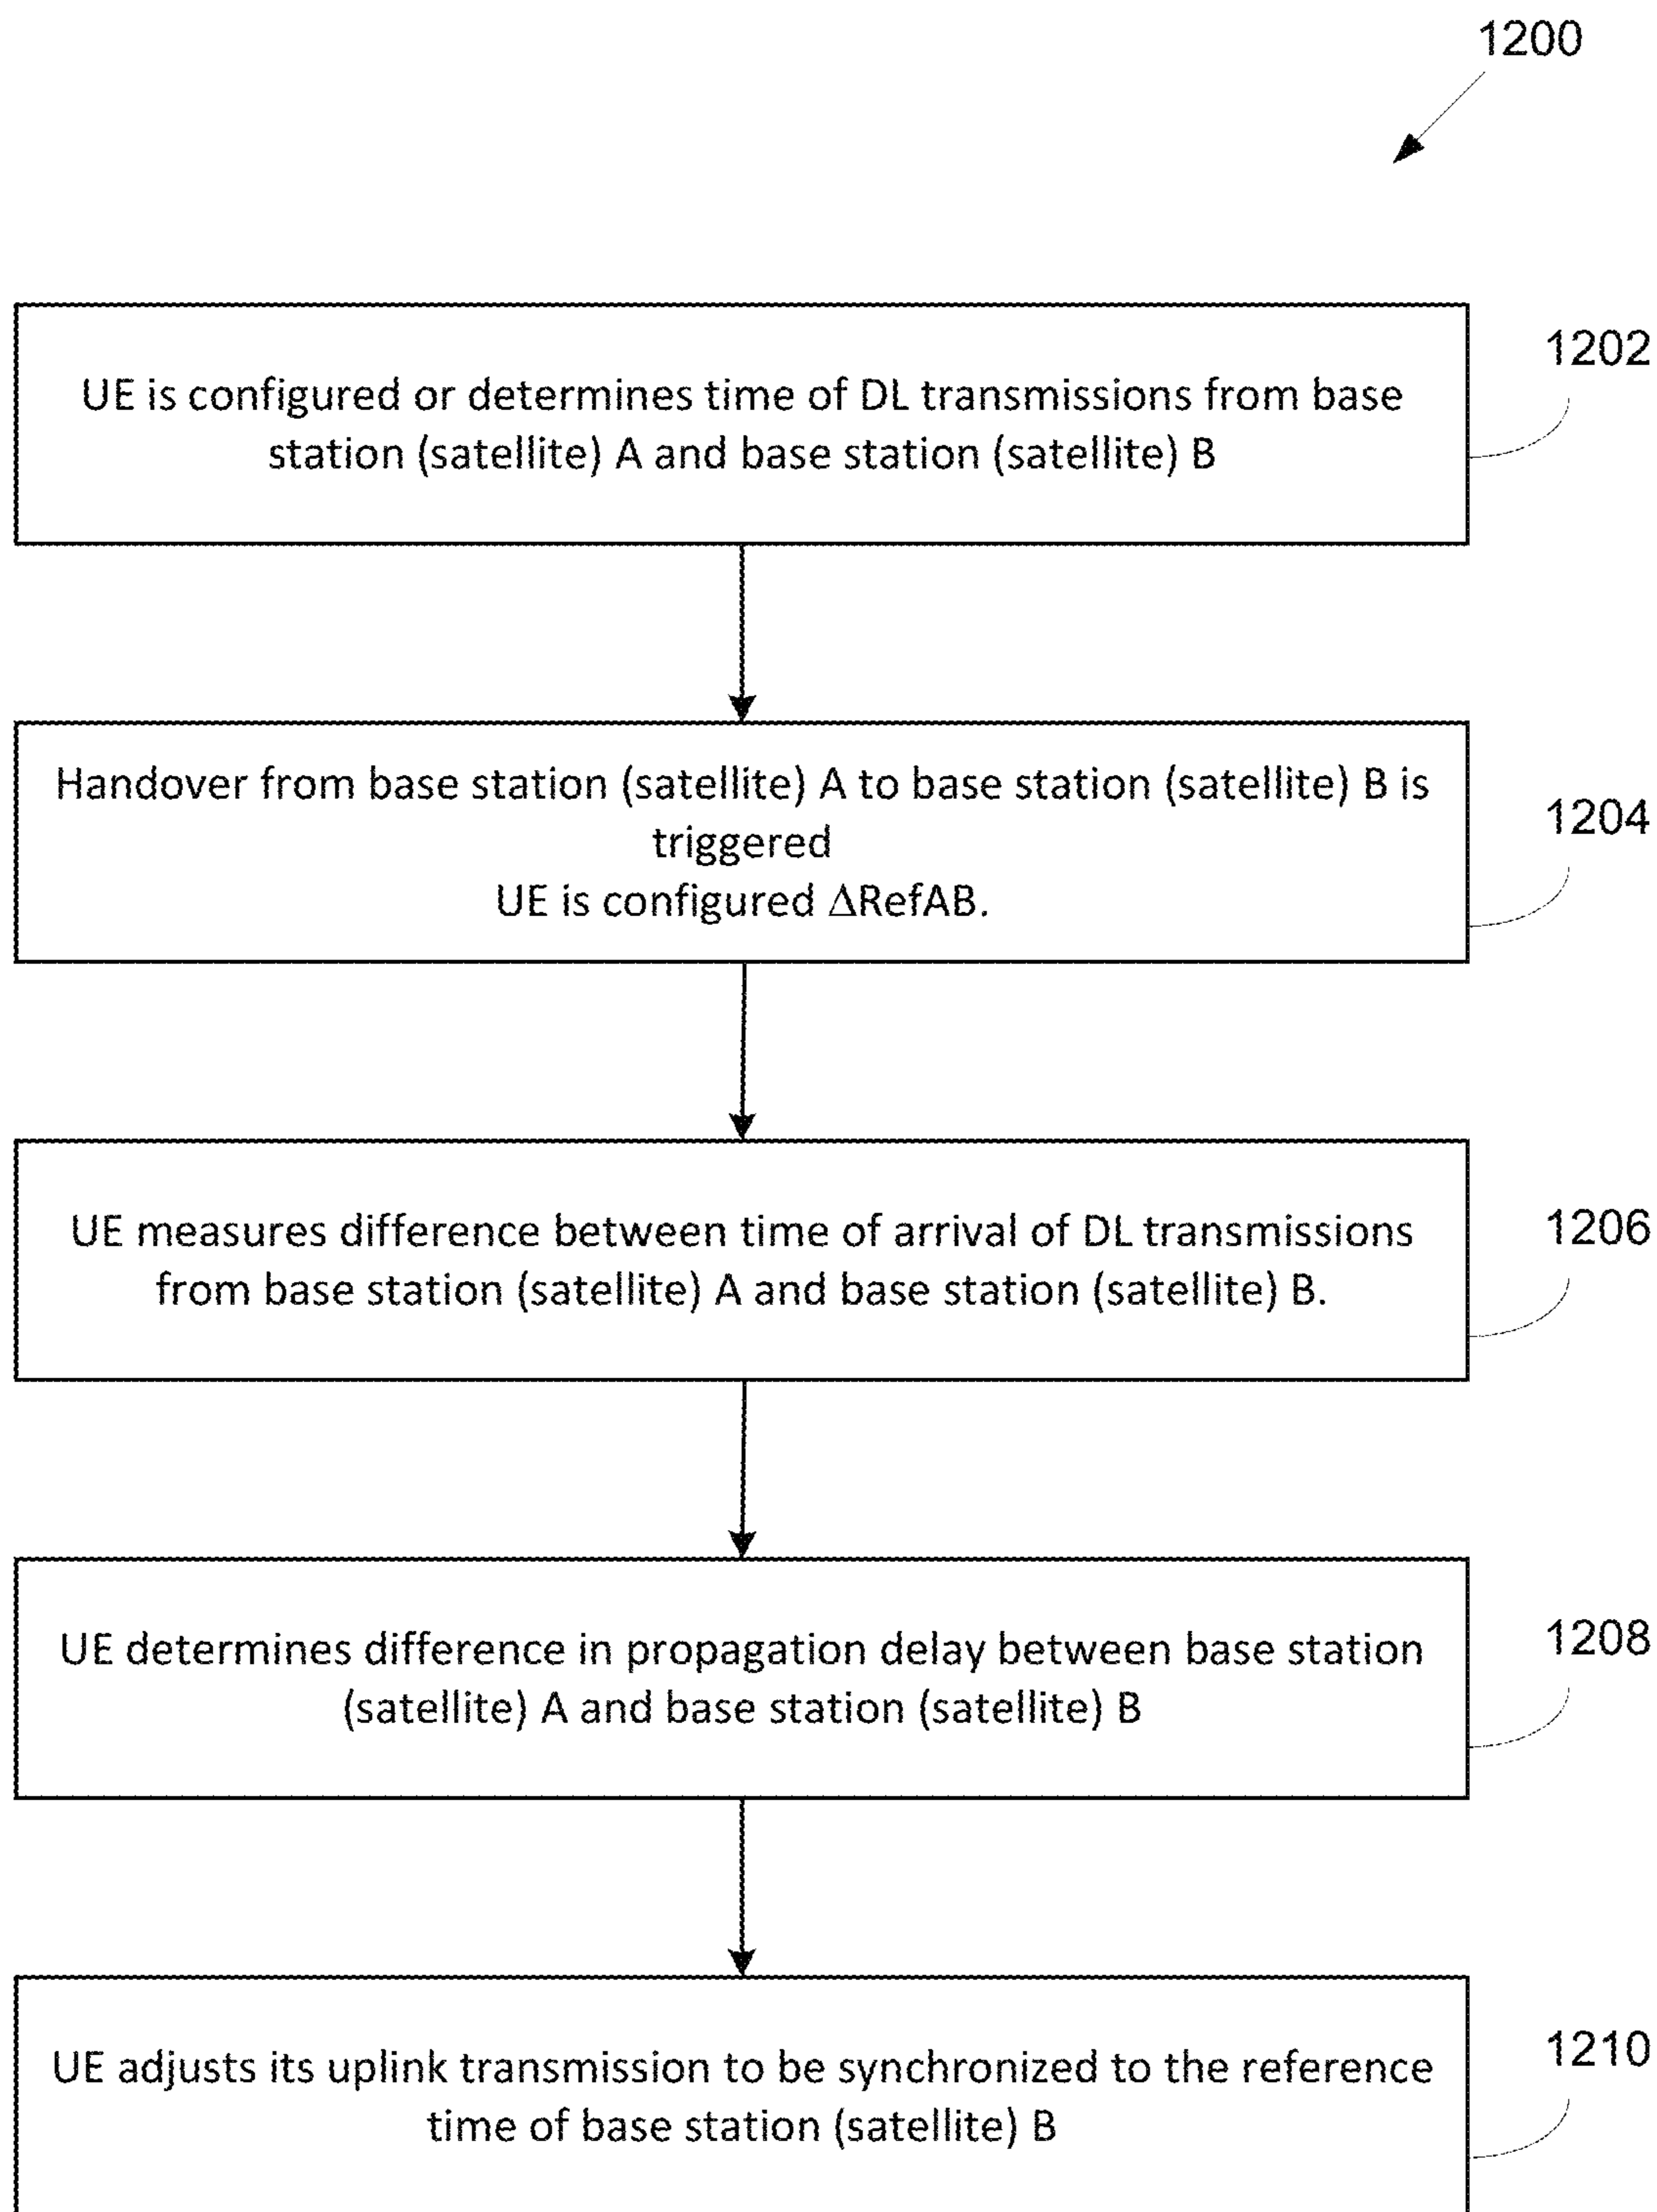 1200
UE is configured or determines time of DL transmissions from base
station (satellite) A and base station (satellite) B
1202
Handover from base station (satellite) A to base station (satellite) B is
triggered
UE is configured ΔRefAB.
1204
UE measures difference between time of arrival of DL transmissions
from base station (satellite) A and base station (satellite) B.
1206
UE determines difference in propagation delay between base station
(satellite) A and base station (satellite) B
1208
UE adjusts its uplink transmission to be synchronized to the reference
time of base station (satellite) B
1210